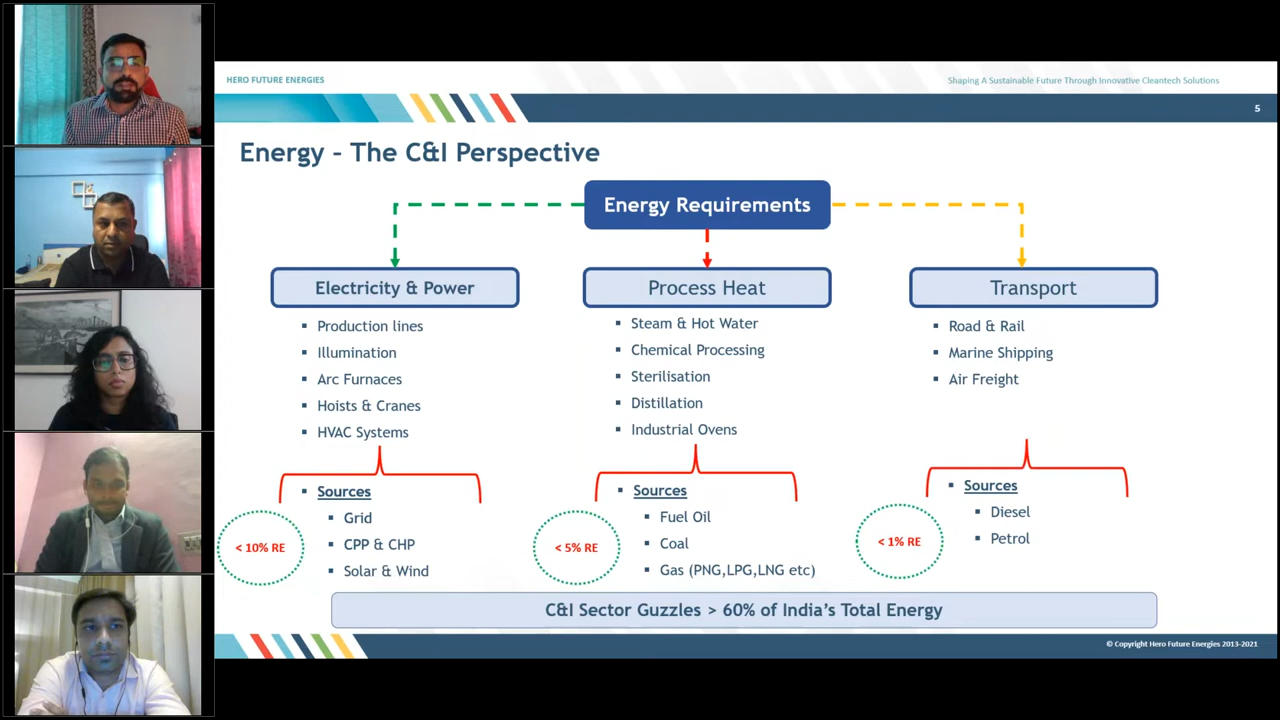 HERO FUTURE ENERGIES
Shaping A Sustainable Future Through Innovative Cleantech Solutions
5
Energy – The C&I Perspective
Energy Requirements
Electricity & Power
Production lines
Illumination
Arc Furnaces
Hoists & Cranes
HVAC Systems
Sources
Grid
CPP & CHP
Solar & Wind
< 10% RE
Process Heat
Steam & Hot Water
Chemical Processing
Sterilisation
Distillation
Industrial Ovens
Sources
Fuel Oil
Coal
Gas (PNG,LPG,LNG etc)
< 5% RE
Transport
Road & Rail
Marine Shipping
Air Freight
Sources
Diesel
Petrol
< 1% RE
C&I Sector Guzzles > 60% of India's Total Energy
© Copyright Hero Future Energies 2013-2021